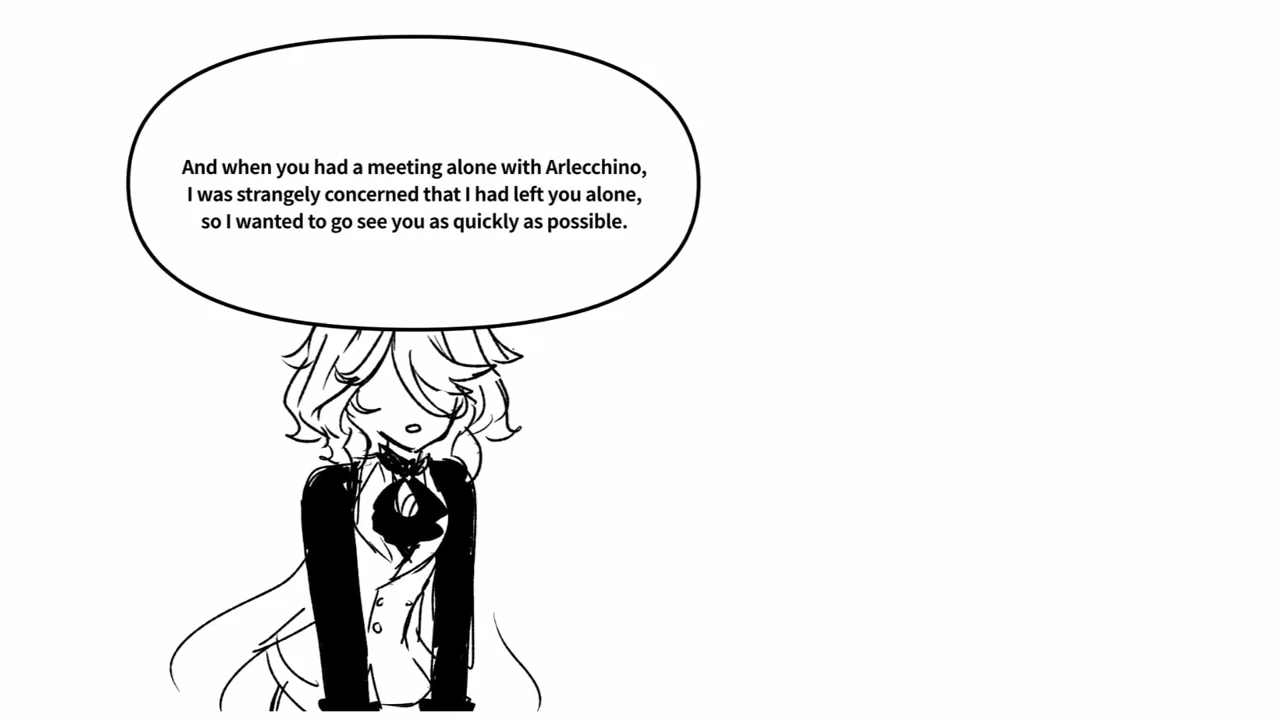 And when you had a meeting alone with Arlecchino,
I was strangely concerned that I had left you alone,
so I wanted to go see you as quickly as possible.